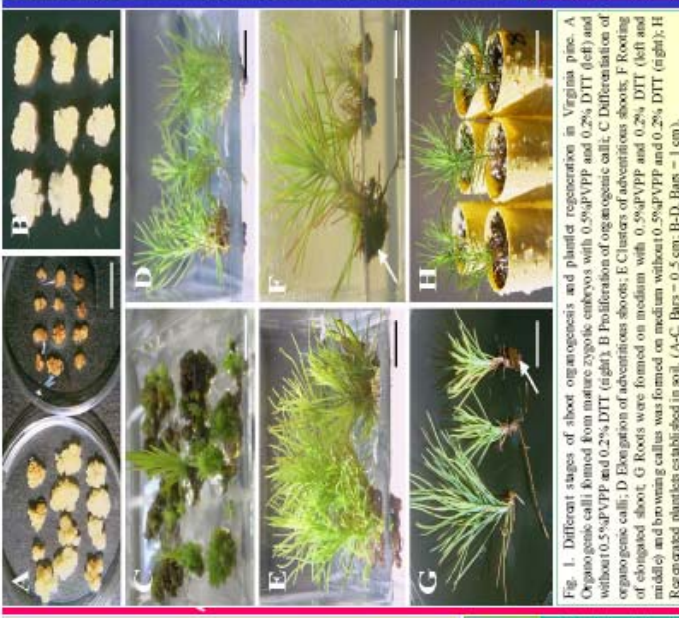 A
B
C
D
E
F
G
H
Fig. 1. Different stages of shoot organogenesis and plantlet regeneration in Virginia pine. A
Organogenic calli formed from mature zygotic embryos with 0.5%PVPP and 0.2% DTT (left) and
without 0.5%PVPP and 0.2% DTT (right); B Proliferation of organogenic calli; C Differentiation of
organogenic calli; D Elongation of adventitious shoots; E Clusters of adventitious shoots; F Rooting
of elongated shoot. G Roots were formed on medium with 0.5%PVPP and 0.2% DTT (left and
middle) and browning callus was formed on medium without 0.5%PVPP and 0.2% DTT (right); H
Regenerated plantlets established in soil. (A-C, Bars = 0.5 cm; B-D, Bars = 1 cm).